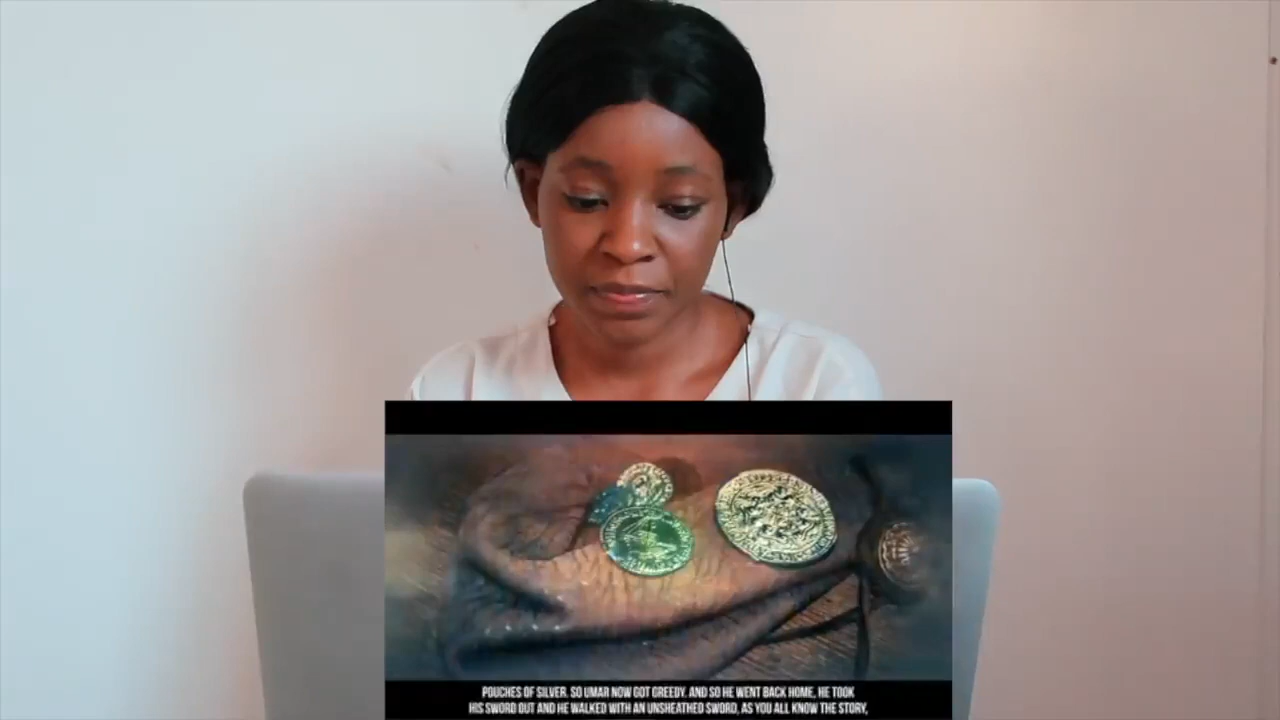 POUCHES OF SILVER. SO UMAR NOW GOT GREEDY. AND SO HE WENT BACK HOME, HE TOOK
HIS SWORD OUT AND HE WALKED WITH AN UNSHEATHED SWORD, AS YOU ALL KNOW THE STORY,